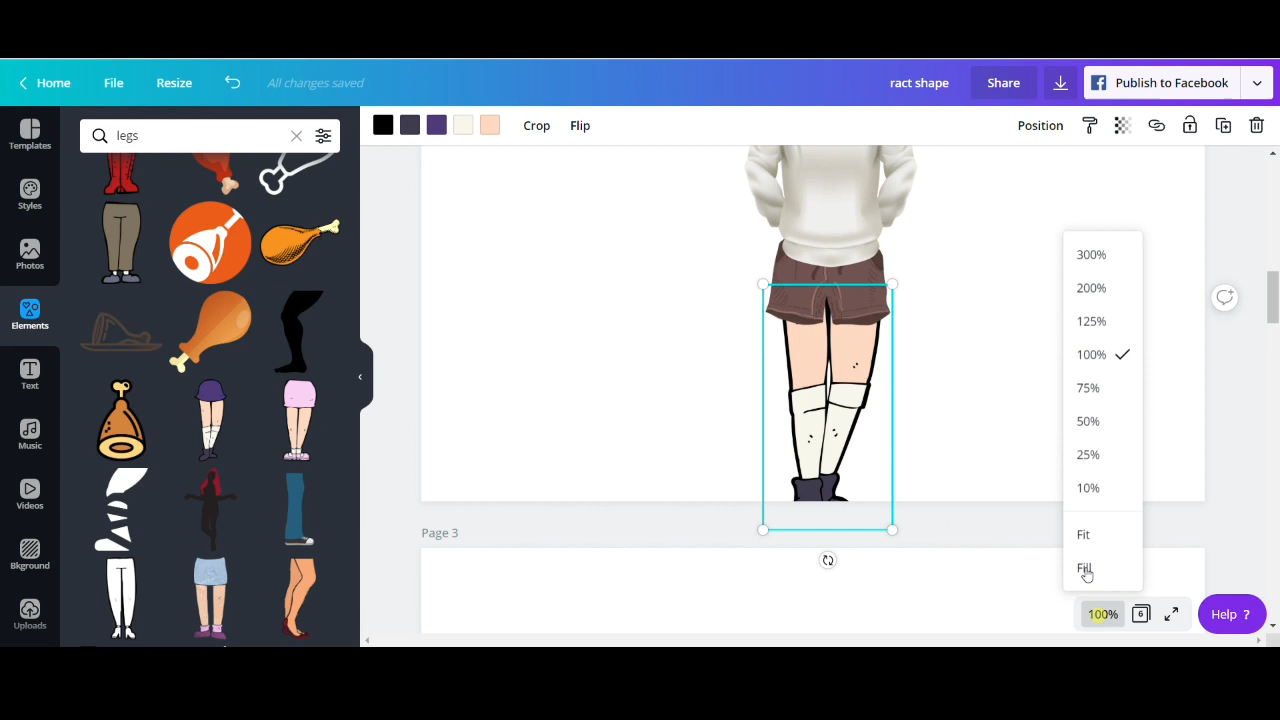 Home
File
Resize
All changes saved
ract shape
Share
Publish to Facebook
Templates
Styles
Photos
Elements
Text
Music
Videos
Bkground
Uploads
legs
Crop
Flip
Position
300%
200%
125%
100%
75%
50%
25%
10%
Fit
Fill
Page 3
100%
6
Help ?